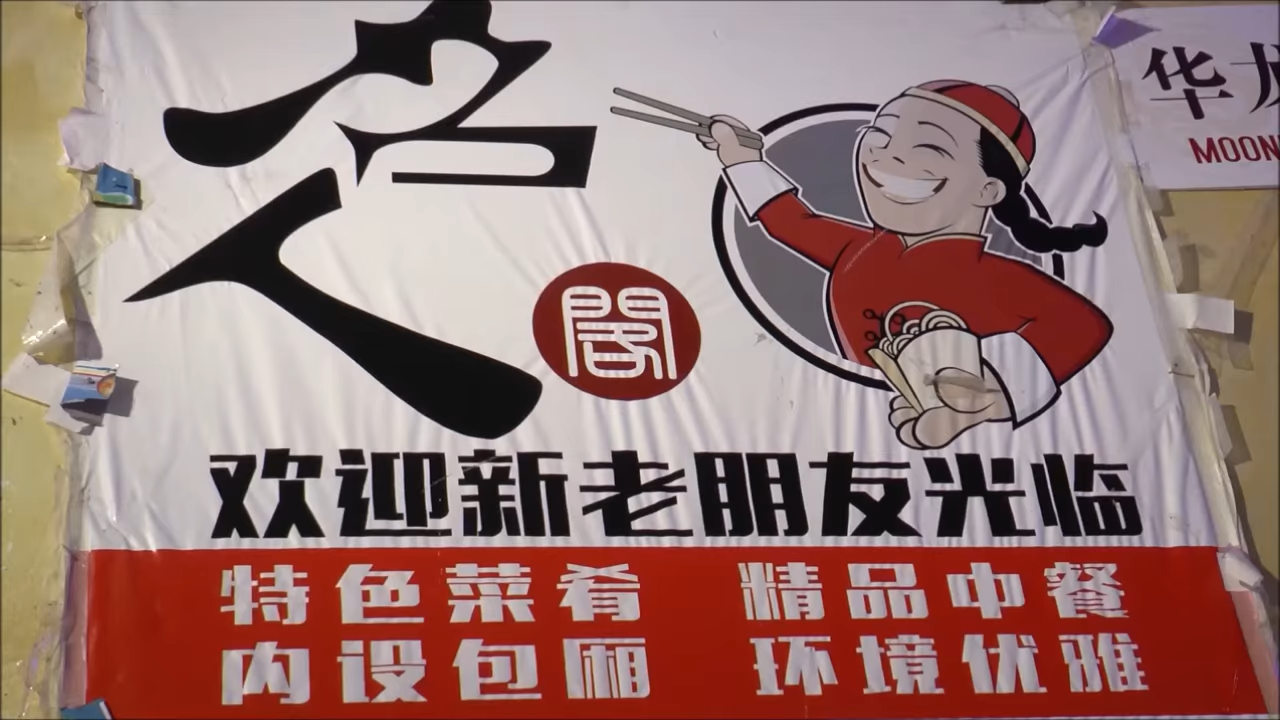 名人
閣
华
MOON
欢迎新老朋友光临
特色菜肴 精品中餐
内设包厢 环境优雅